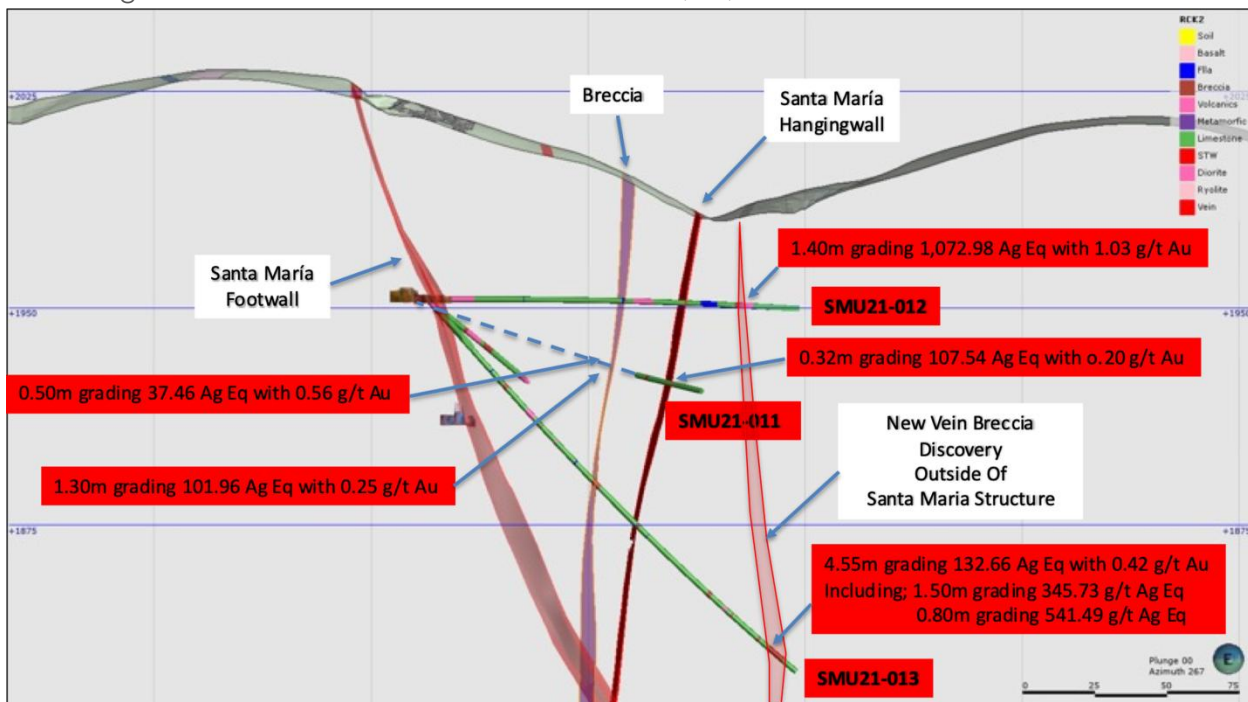 RCK2
Soil
Basalt
Flla
Breccia
Volcanics
Metamorfic
Limestone
STW
Diorite
Ryolite
Vein
+2025
+2025
Breccia
Santa María
Hangingwall
1.40m grading 1,072.98 Ag Eq with 1.03 g/t Au
Santa María
Footwall
SMU21-012
+1950
+1950
0.32m grading 107.54 Ag Eq with o.20 g/t Au
0.50m grading 37.46 Ag Eq with 0.56 g/t Au
SMU21-011
New Vein Breccia
Discovery
Outside Of
Santa Maria Structure
1.30m grading 101.96 Ag Eq with 0.25 g/t Au
+1875
+1875
4.55m grading 132.66 Ag Eq with 0.42 g/t Au
Including; 1.50m grading 345.73 g/t Ag Eq
0.80m grading 541.49 g/t Ag Eq
SMU21-013
Plunge 00
Azimuth 267
E
0 25 50 75